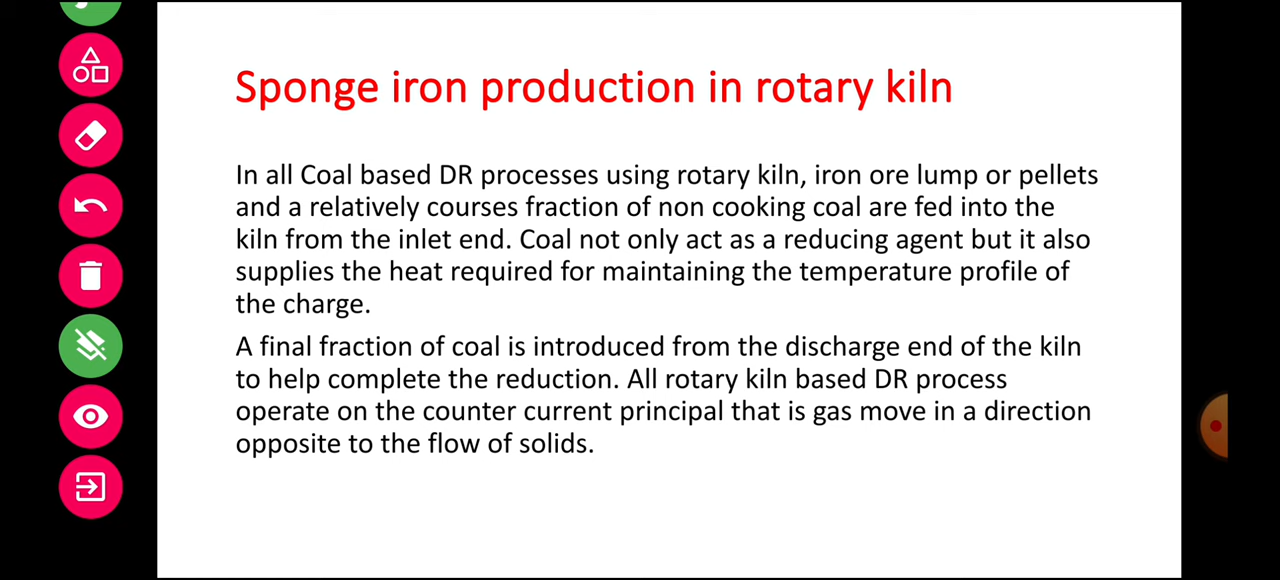 Sponge iron production in rotary kiln
In all Coal based DR processes using rotary kiln, iron ore lump or pellets
and a relatively courses fraction of non cooking coal are fed into the
kiln from the inlet end. Coal not only act as a reducing agent but it also
supplies the heat required for maintaining the temperature profile of
the charge.
A final fraction of coal is introduced from the discharge end of the kiln
to help complete the reduction. All rotary kiln based DR process
operate on the counter current principal that is gas move in a direction
opposite to the flow of solids.